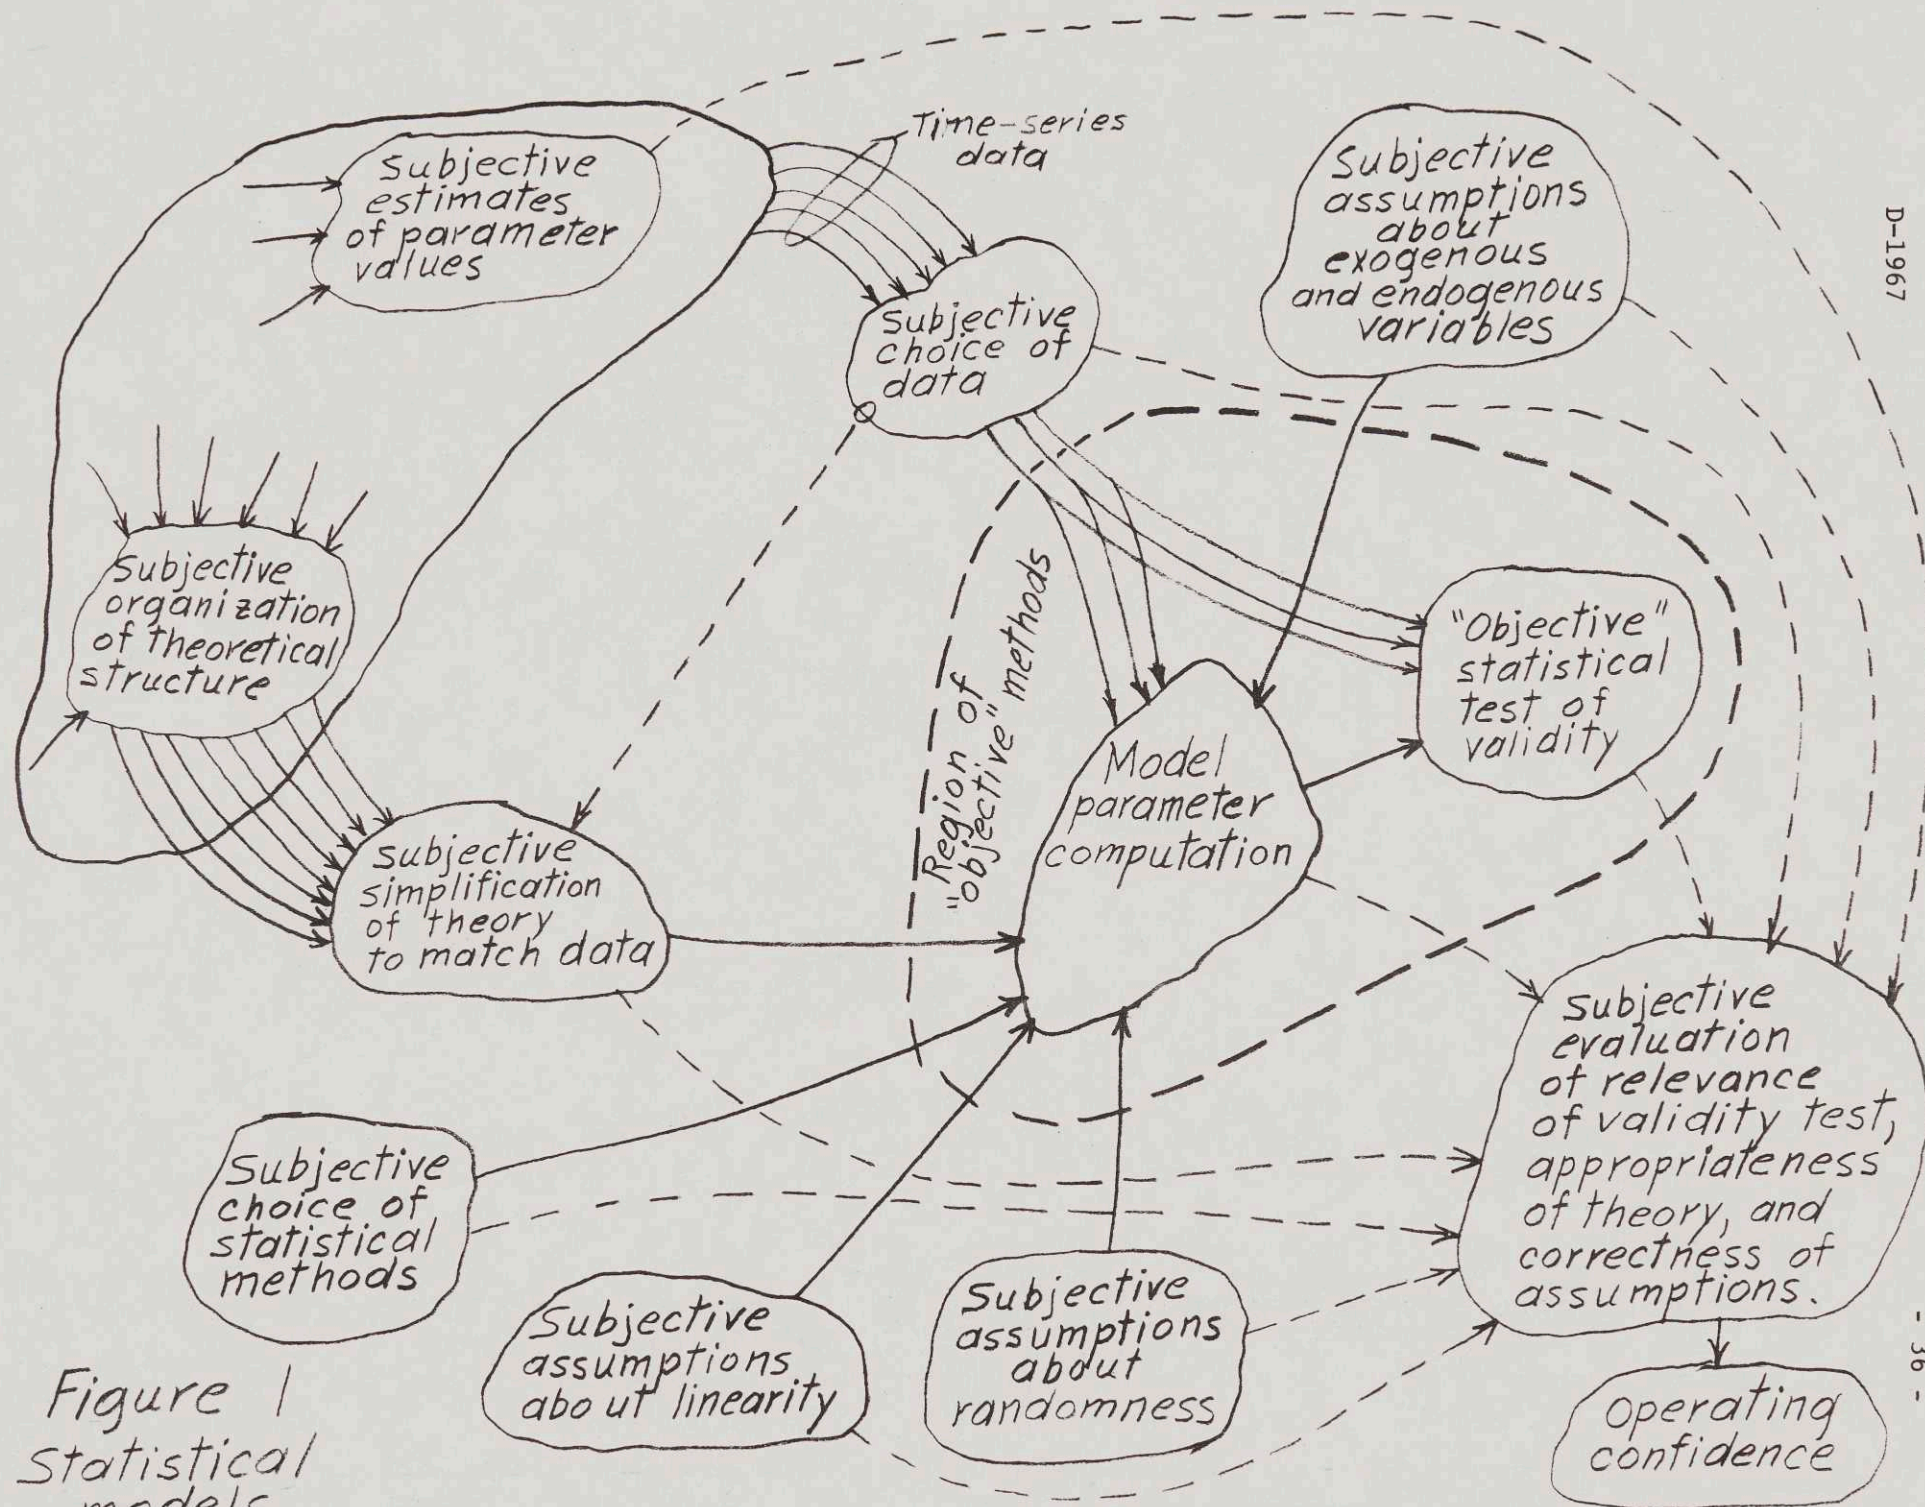 Time-series
data
Subjective
estimates
of parameter
values
Subjective
assumptions
about
exogenous
and endogenous
variables
D-1967
Subjective
choice of
data
Subjective
organization
of theoretical
structure
Region of
"objective" methods
"Objective"
statistical
test of
validity
Model
parameter
computation
Subjective
simplification
of theory
to match data
Subjective
evaluation
of relevance
of validity test,
appropriateness
of theory, and
correctness of
assumptions.
Subjective
choice of
statistical
methods
Subjective
assumptions
about linearity
Subjective
assumptions
about
randomness
- 36 -
Operating
confidence
Figure 1
Statistical
models